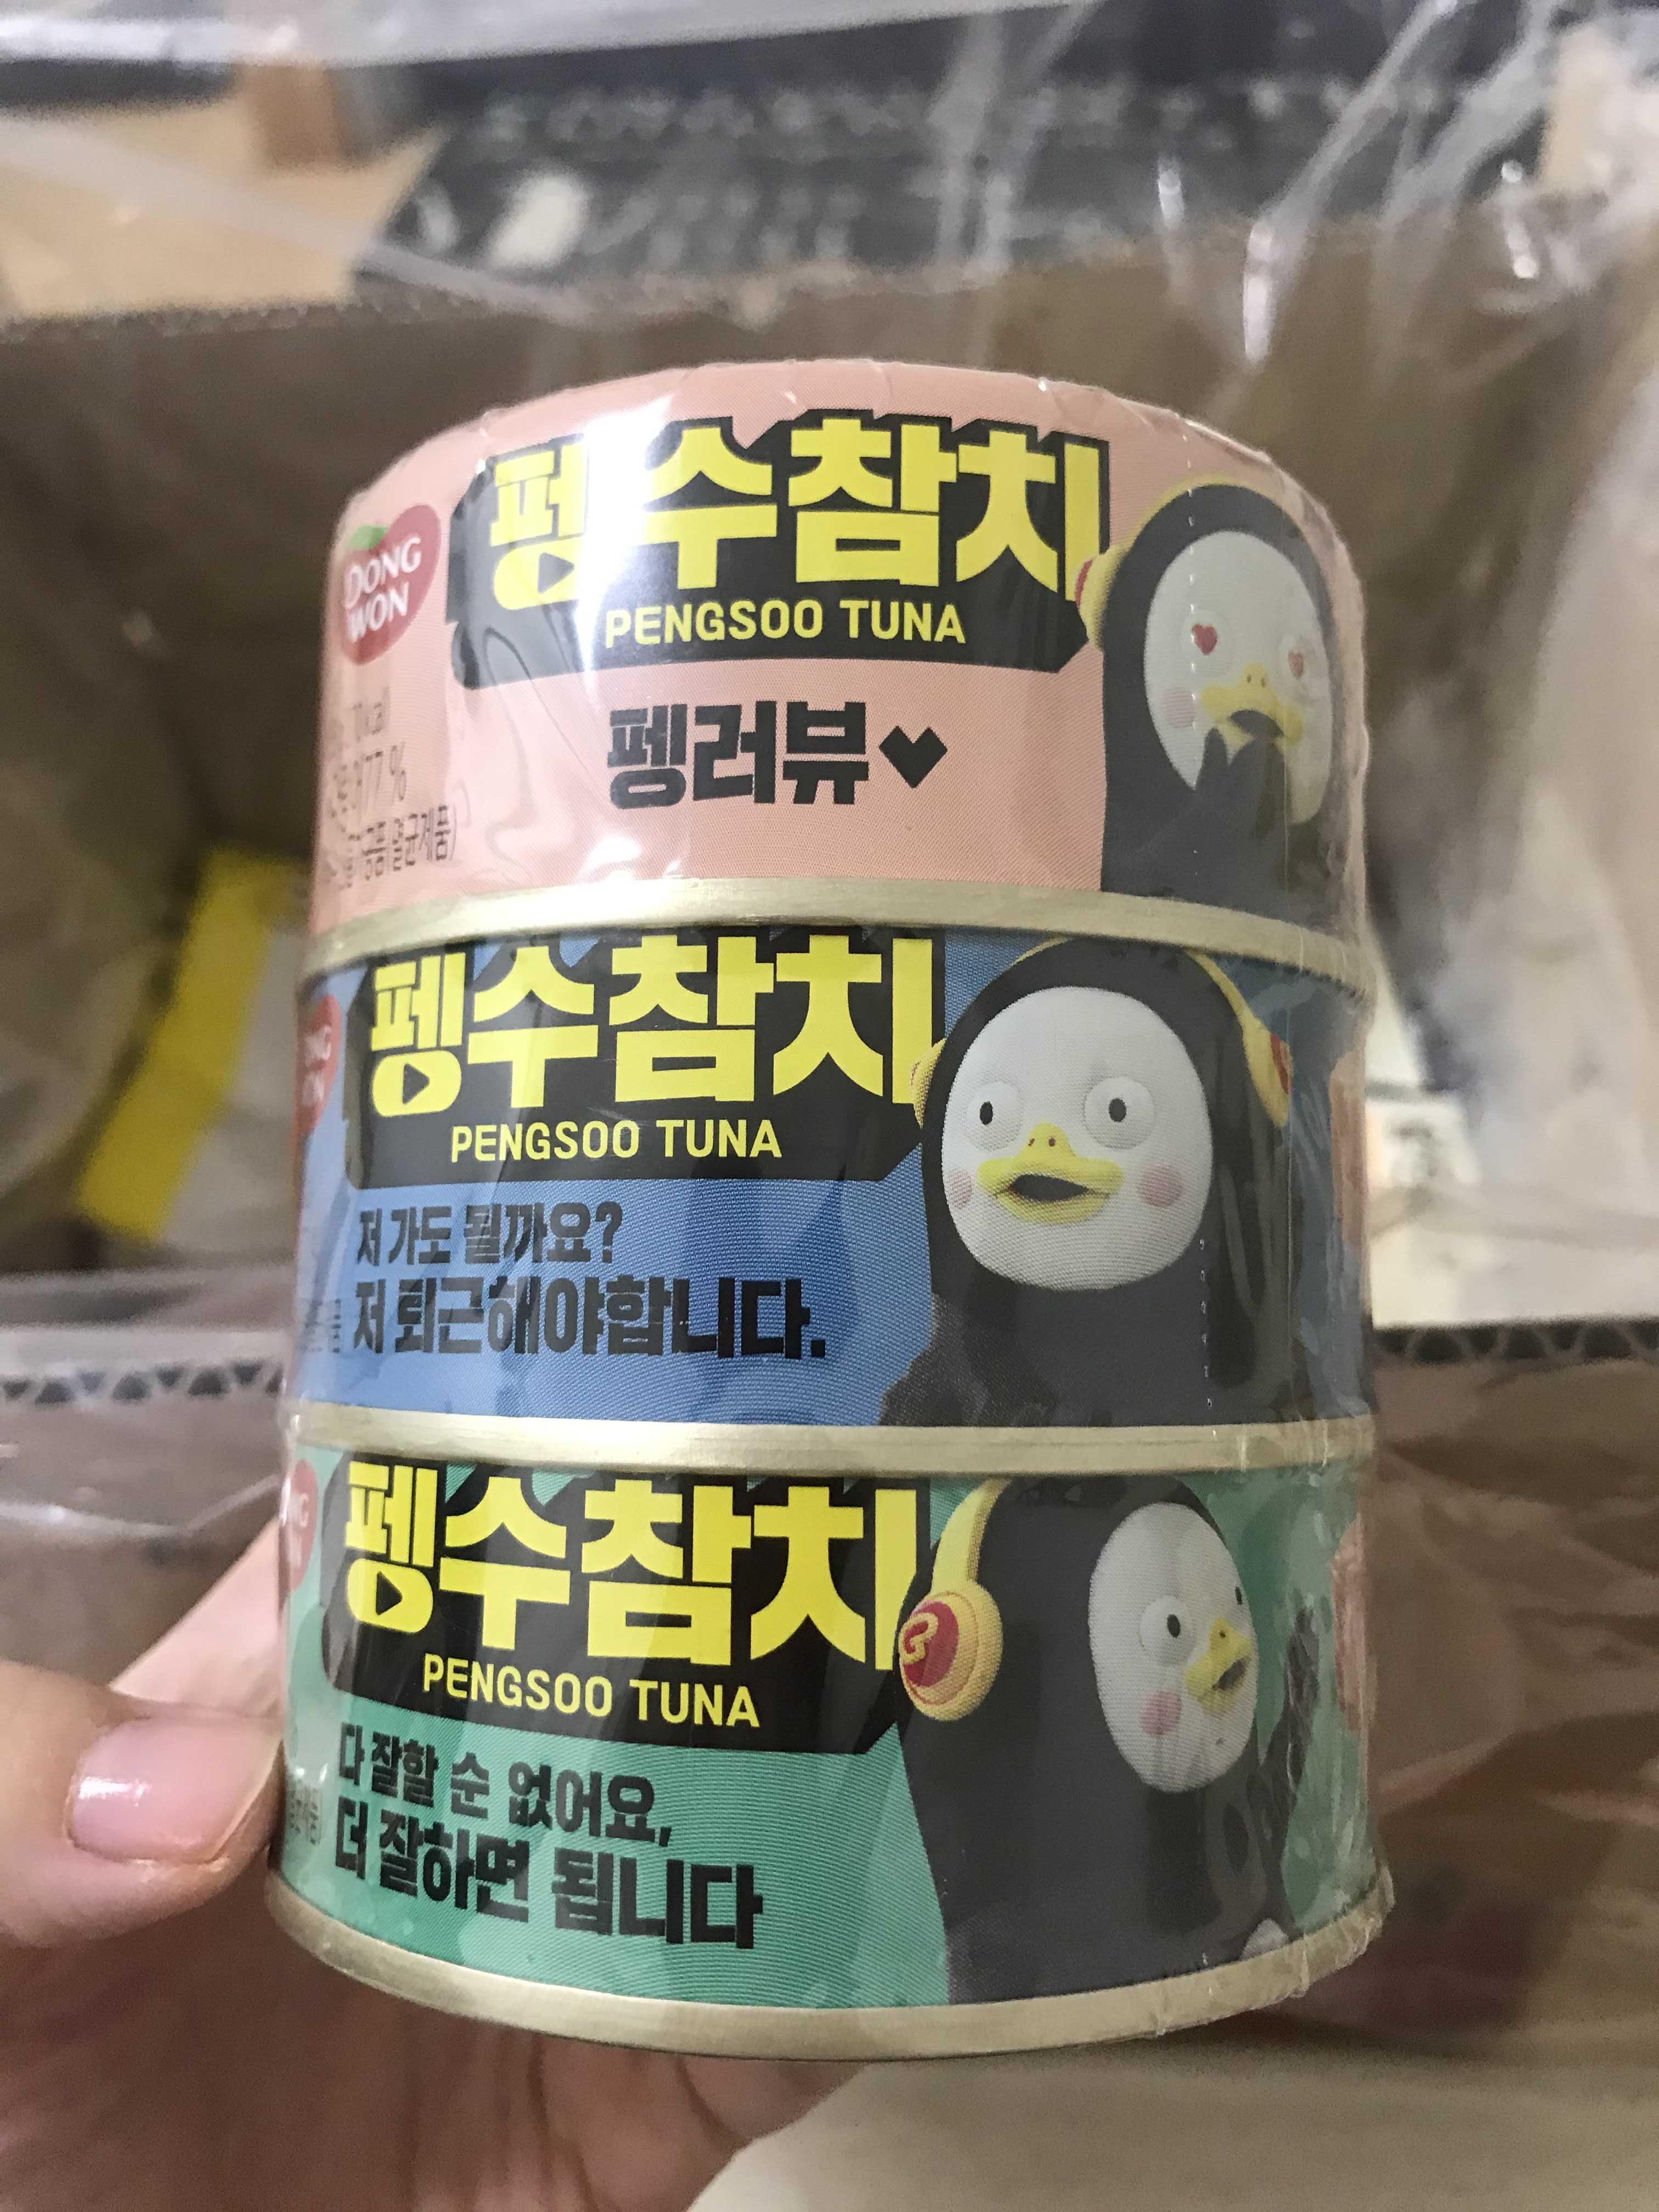 DONG
WON
펭수참치
PENGSOO TUNA
펭러뷰♥
펭수참치
PENGSOO TUNA
저 가도 될까요?
저 퇴근해야합니다.
펭수참치
PENGSOO TUNA
다 잘할 순 없어요,
더 잘하면 됩니다